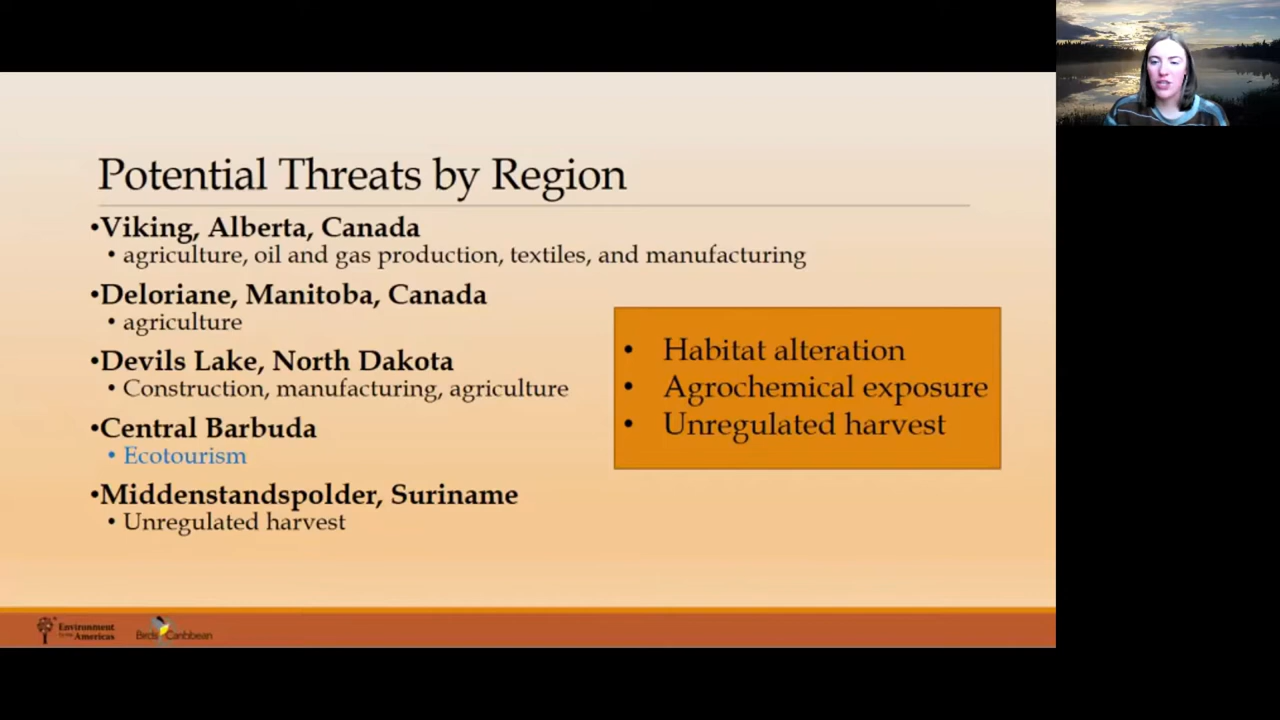 Potential Threats by Region
•Viking, Alberta, Canada
• agriculture, oil and gas production, textiles, and manufacturing
•Deloriane, Manitoba, Canada
• agriculture
•Devils Lake, North Dakota
• Construction, manufacturing, agriculture
•Central Barbuda
• Ecotourism
•Middenstandspolder, Suriname
• Unregulated harvest
• Habitat alteration
• Agrochemical exposure
• Unregulated harvest
Environment
for the Americas
BirdsCaribbean